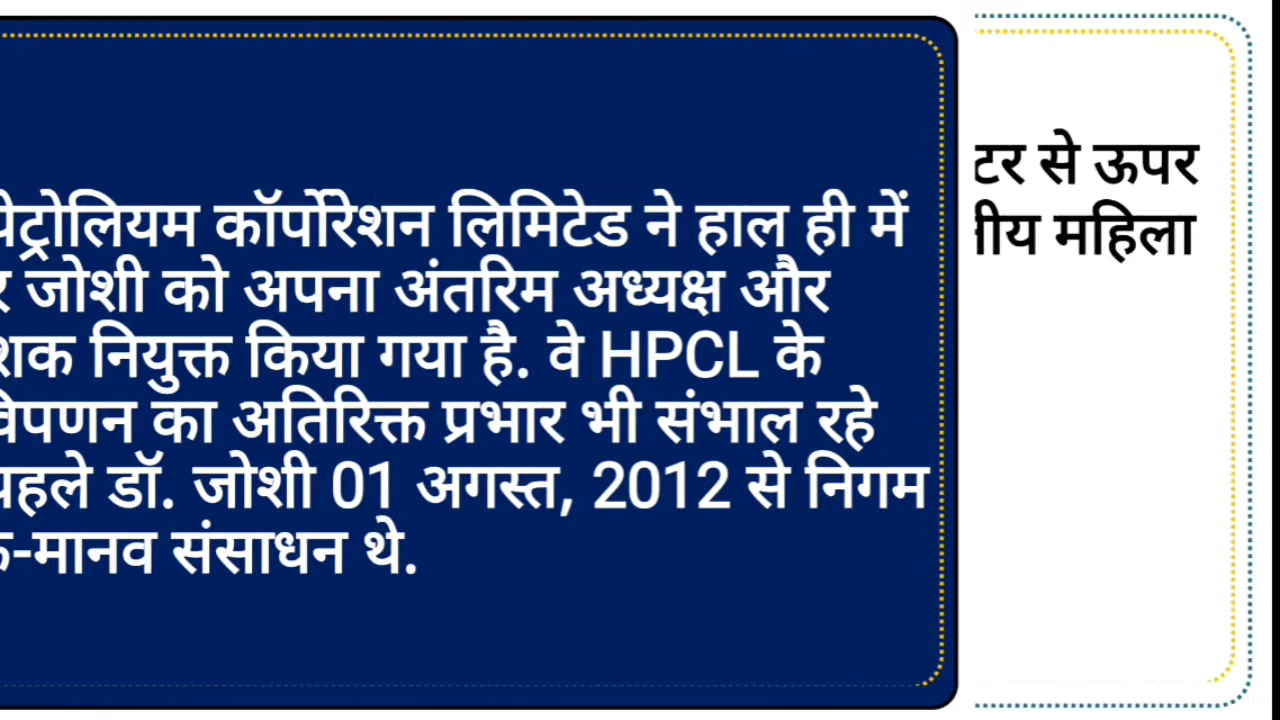 पेट्रोलियम कॉर्पोरेशन लिमिटेड ने हाल ही में
जोशी को अपना अंतरिम अध्यक्ष और
नियुक्त किया गया है. वे HPCL के
विपणन का अतिरिक्त प्रभार भी संभाल रहे
पहले डॉ. जोशी 01 अगस्त, 2012 से निगम
-मानव संसाधन थे.
टर से ऊपर
महिला